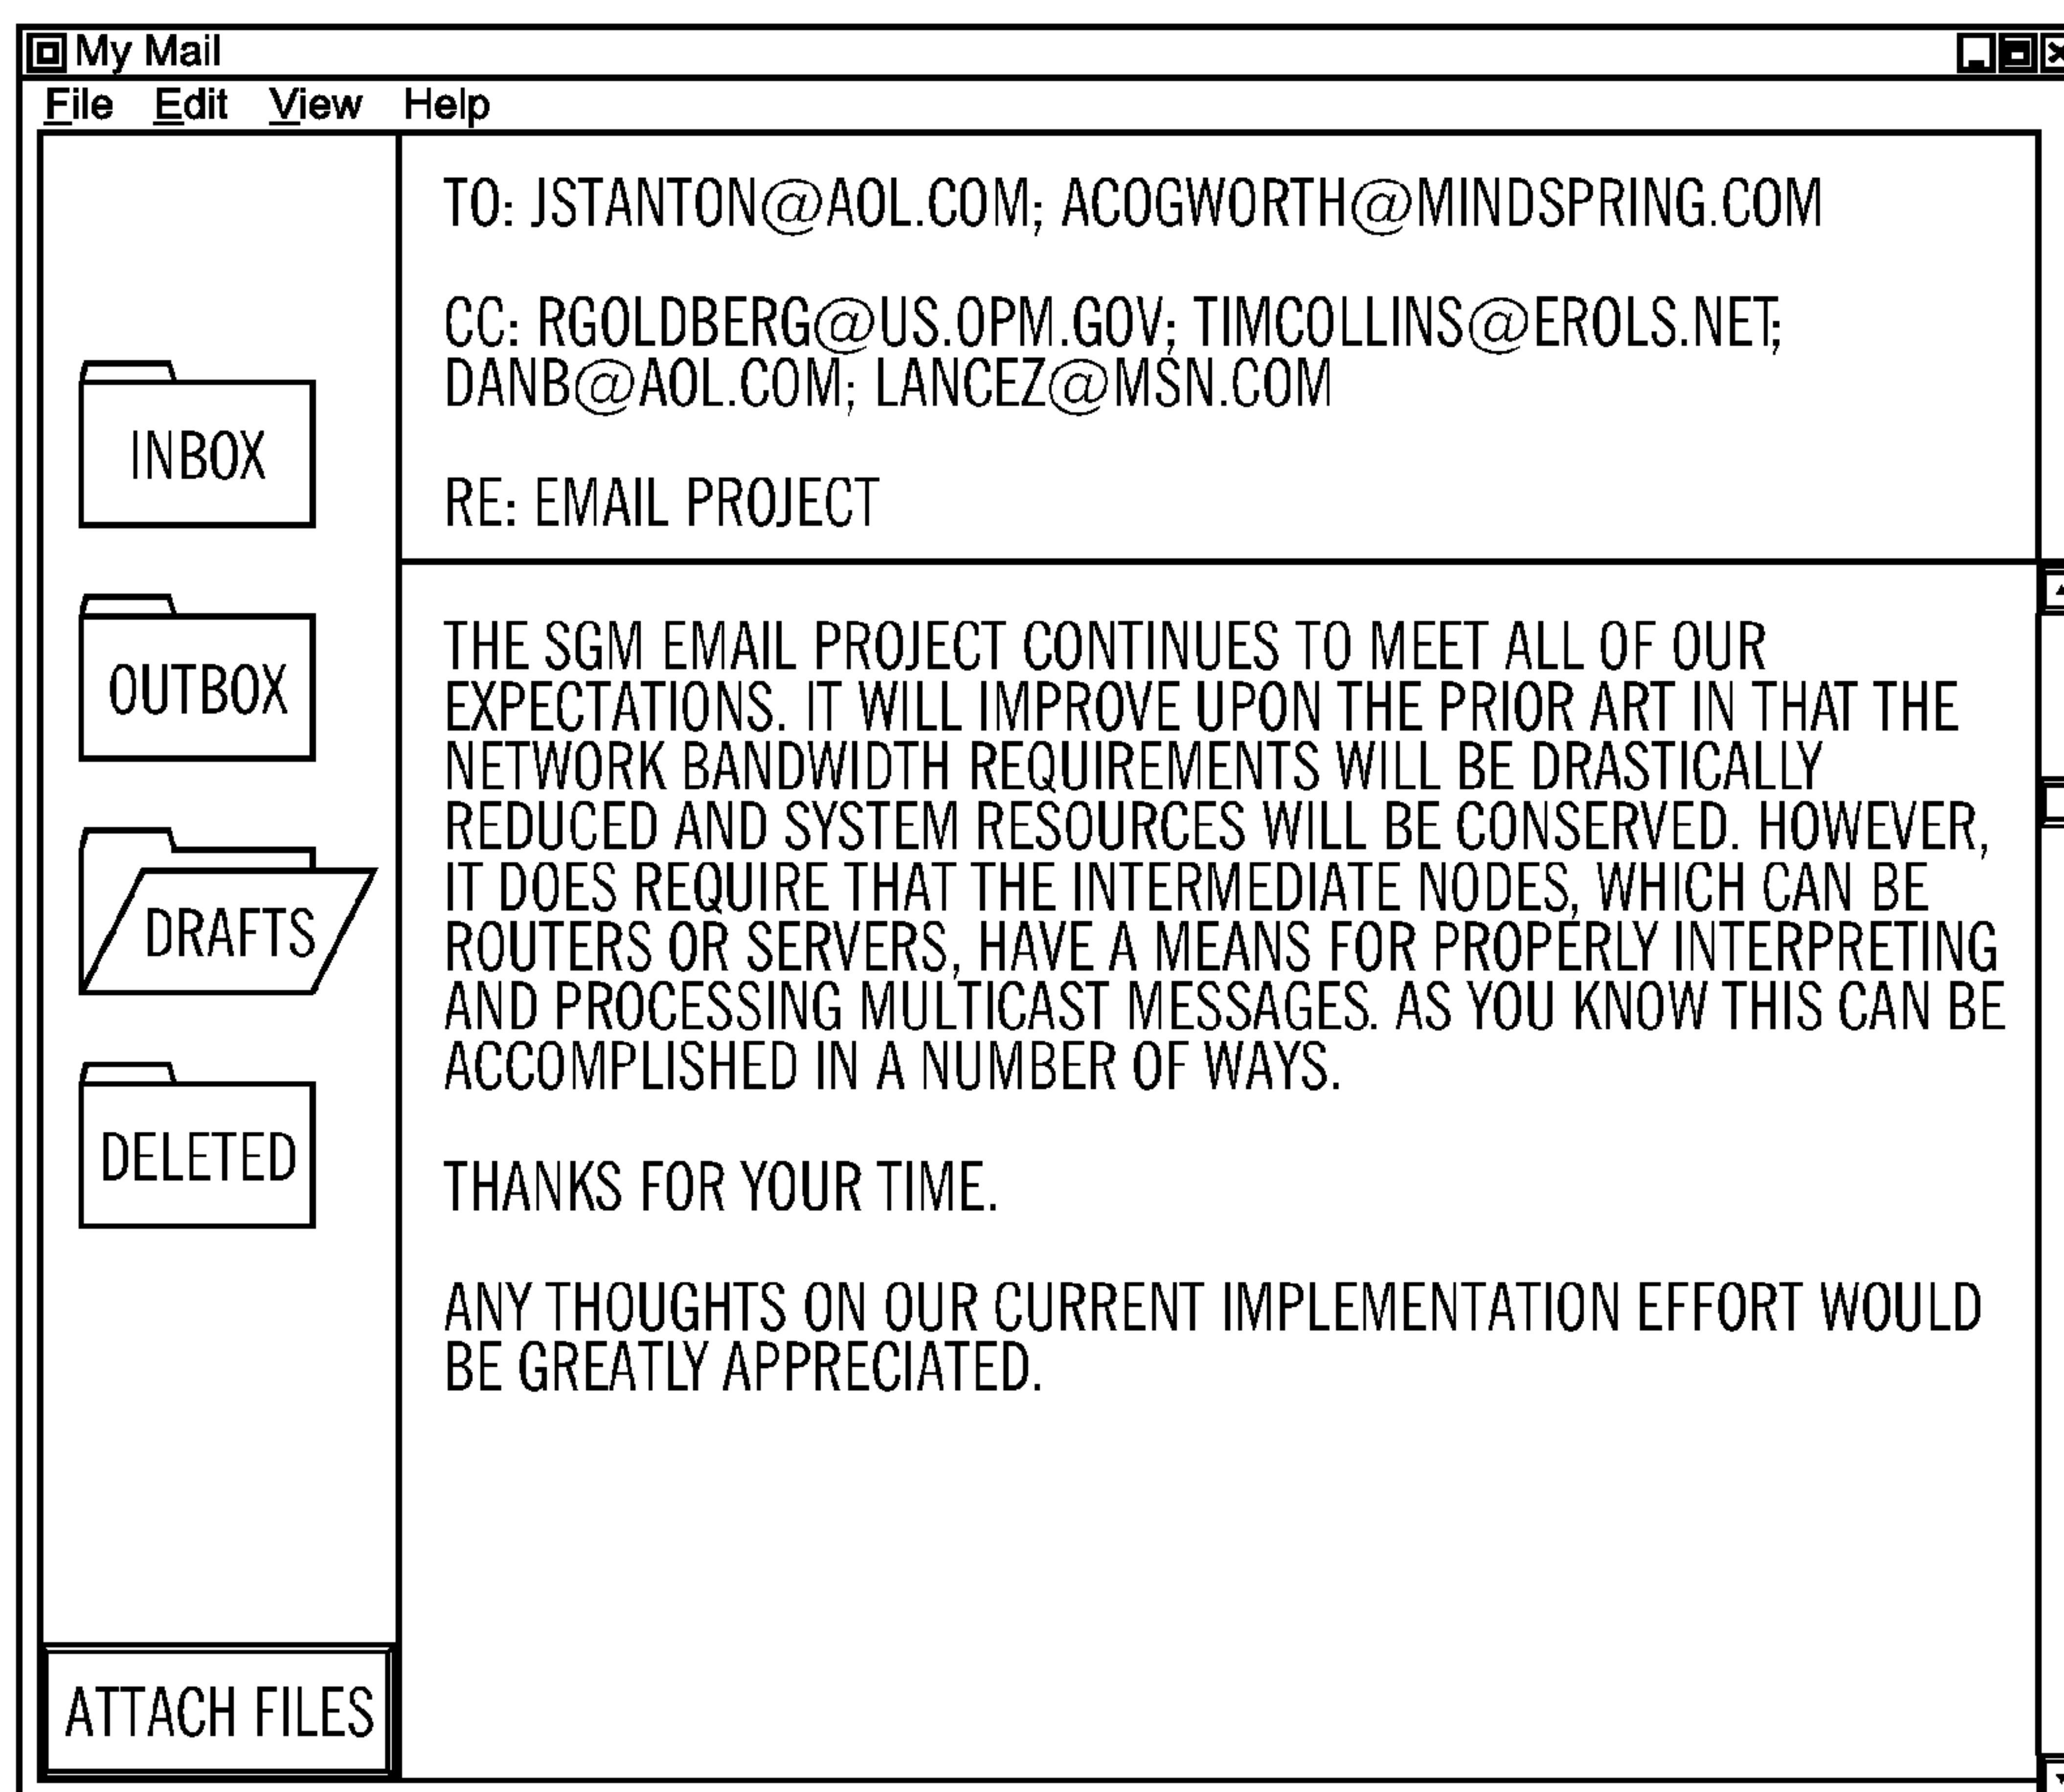 My Mail
File Edit View Help
TO: JSTANTON@AOL.COM; ACOGWORTH@MINDSPRING.COM
CC: RGOLDBERG@US.OPM.GOV; TIMCOLLINS@EROLS.NET;
DANB@AOL.COM; LANCEZ@MSN.COM
RE: EMAIL PROJECT
INBOX
OUTBOX
DRAFTS
DELETED
ATTACH FILES
THE SGM EMAIL PROJECT CONTINUES TO MEET ALL OF OUR
EXPECTATIONS. IT WILL IMPROVE UPON THE PRIOR ART IN THAT THE
NETWORK BANDWIDTH REQUIREMENTS WILL BE DRASTICALLY
REDUCED AND SYSTEM RESOURCES WILL BE CONSERVED. HOWEVER,
IT DOES REQUIRE THAT THE INTERMEDIATE NODES, WHICH CAN BE
ROUTERS OR SERVERS, HAVE A MEANS FOR PROPERLY INTERPRETING
AND PROCESSING MULTICAST MESSAGES. AS YOU KNOW THIS CAN BE
ACCOMPLISHED IN A NUMBER OF WAYS.
THANKS FOR YOUR TIME.
ANY THOUGHTS ON OUR CURRENT IMPLEMENTATION EFFORT WOULD
BE GREATLY APPRECIATED.